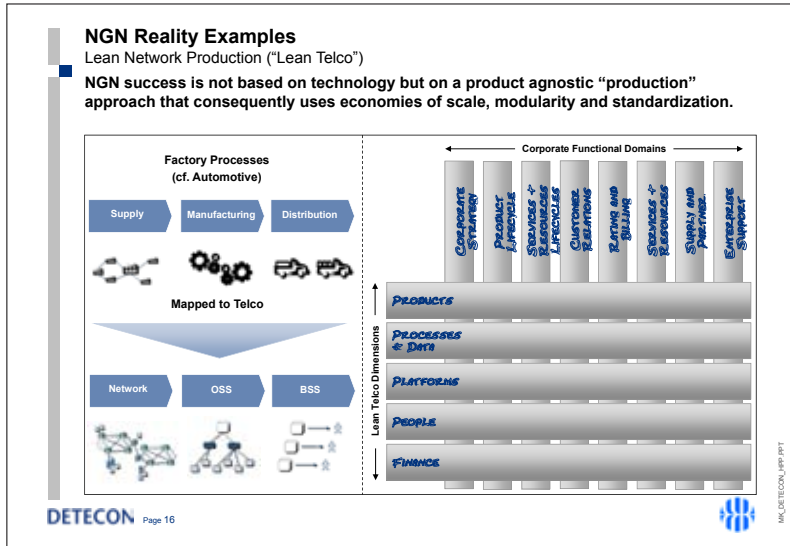 NGN Reality Examples
Lean Network Production (“Lean Telco”)
NGN success is not based on technology but on a product agnostic “production”
approach that consequently uses economies of scale, modularity and standardization.
Factory Processes
(cf. Automotive)
Supply
Manufacturing
Distribution
Mapped to Telco
Network
OSS
BSS
Corporate Functional Domains
CORPORATE
STRATEGY
PRODUCT
LIFECYCLE
SERVICES +
RESOURCES
LIFECYCLES
CUSTOMER
RELATIONS
RATING AND
BILLING
SERVICES +
RESOURCES
SUPPLY AND
PARTNER
ENTERPRISE
SUPPORT
Lean Telco Dimensions
PRODUCTS
PROCESSES
+ DATA
PLATFORMS
PEOPLE
FINANCE
DETECON
Page 16
MK_DETECON_HPP.PPT